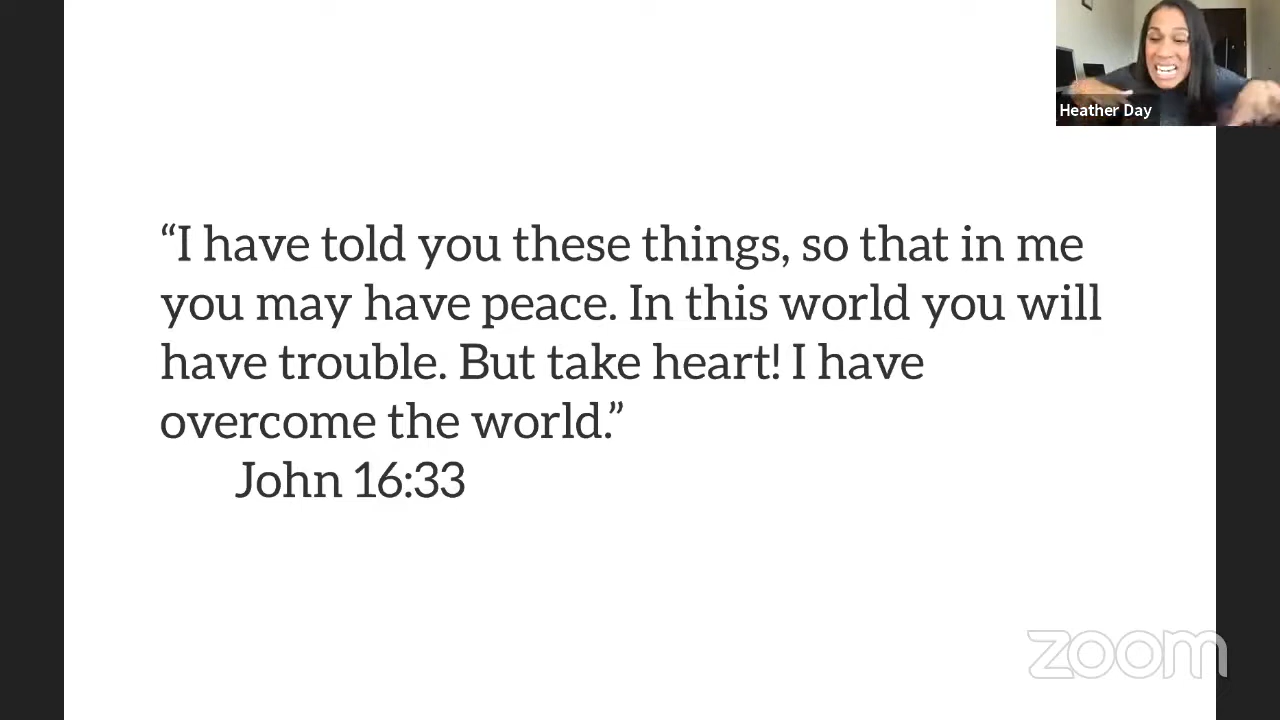 Heather Day
“I have told you these things, so that in me
you may have peace. In this world you will
have trouble. But take heart! I have
overcome the world.”
John 16:33
zoom